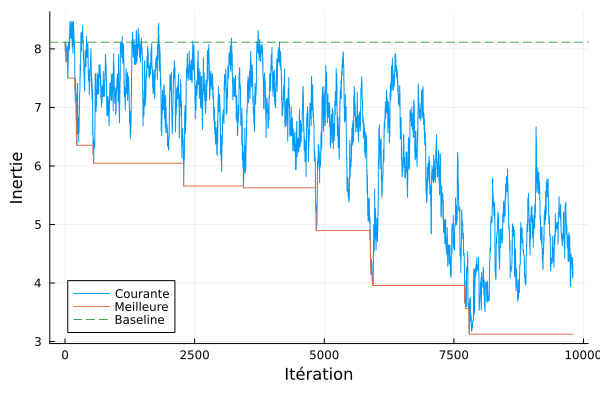 Inertie
8
7
6
5
4
3
Courante
Meilleure
Baseline
0 2500 5000 7500 10000
Itération